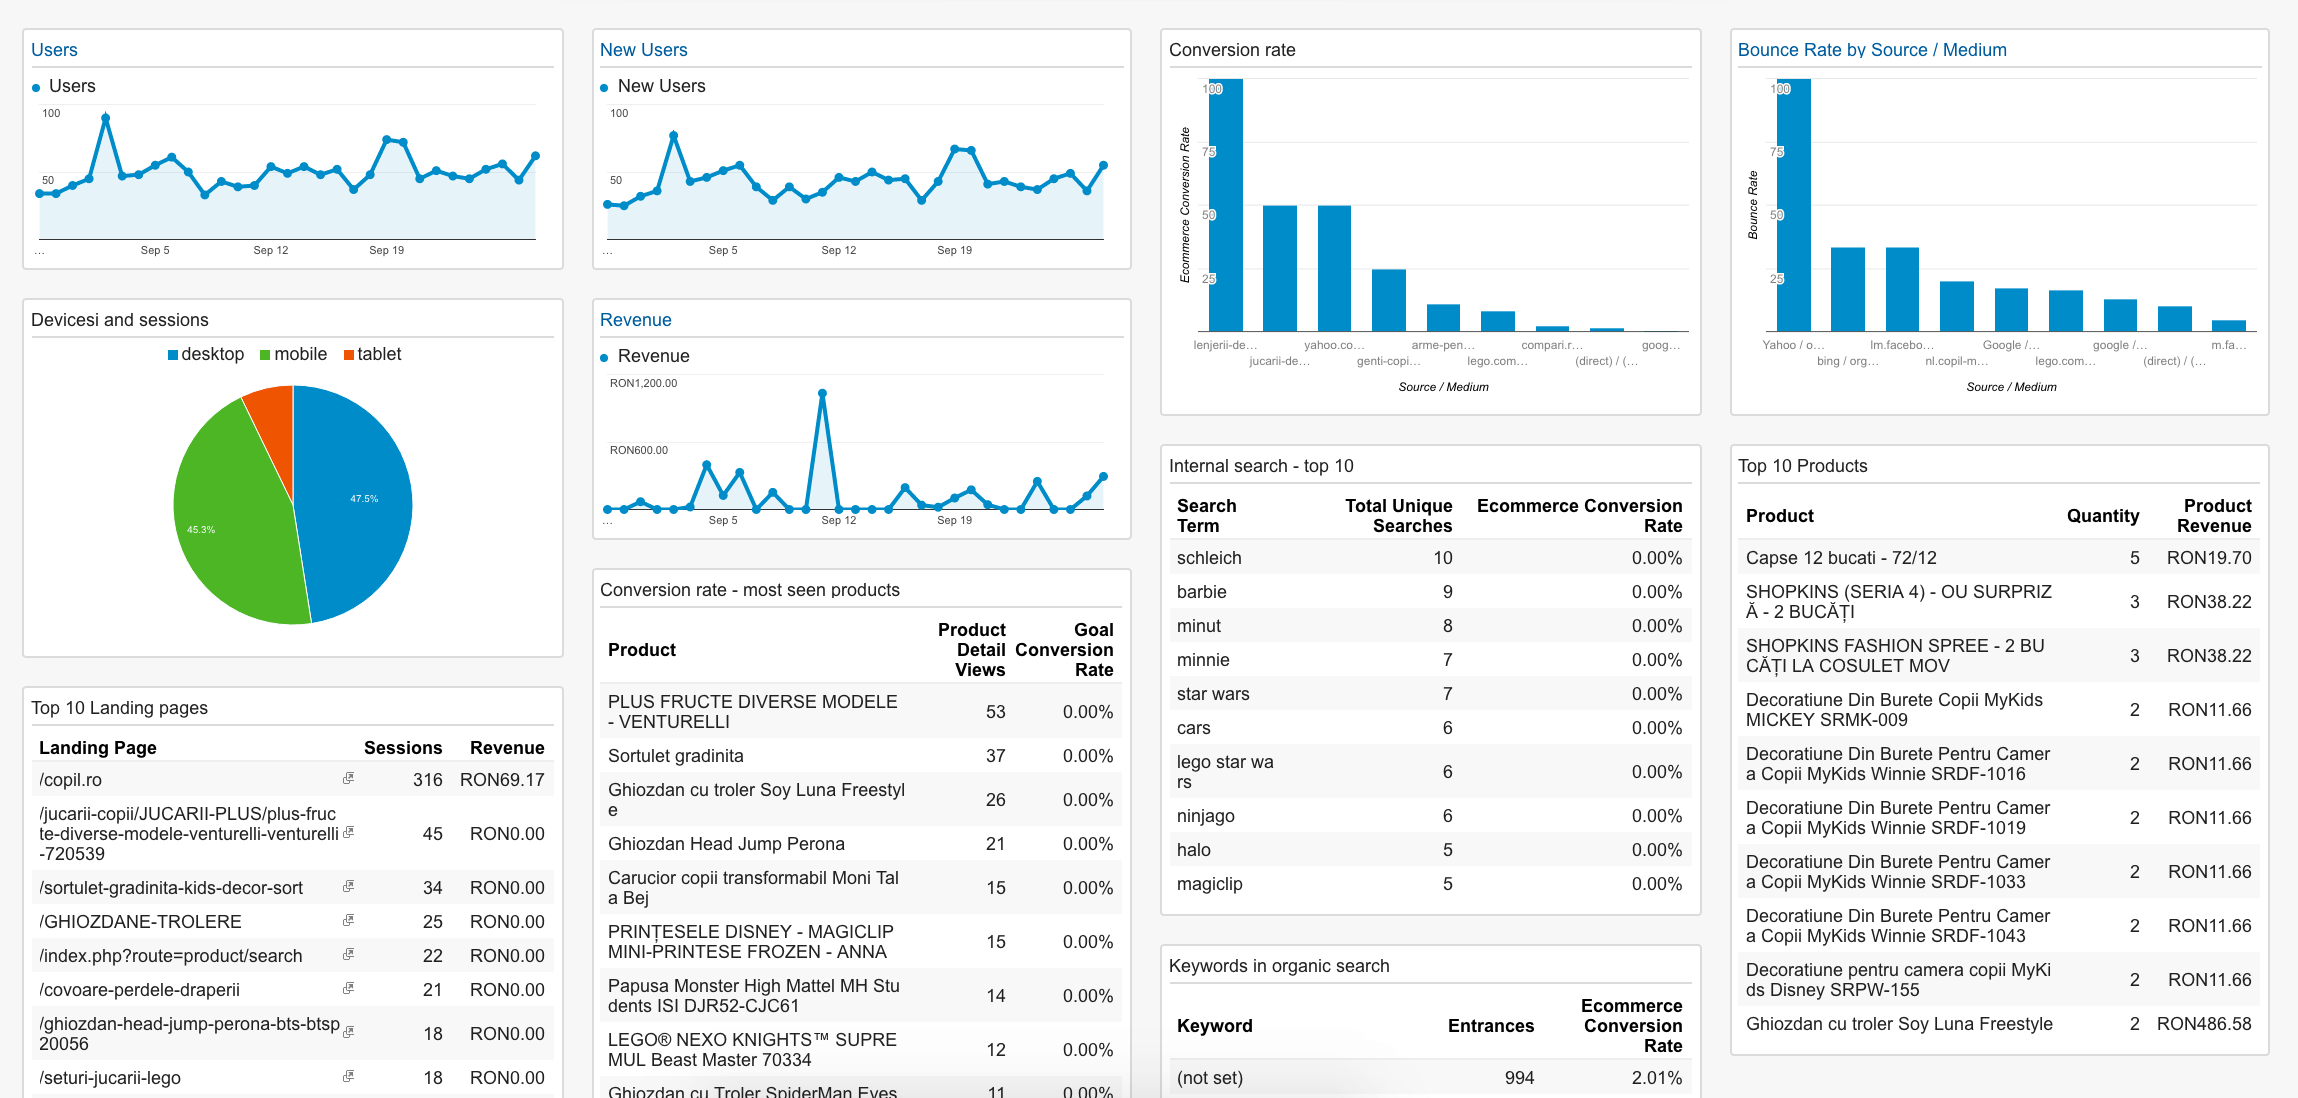 Users
Users
100
50
...
Sep 5
Sep 12
Sep 19
Devicesi and sessions
desktop mobile tablet
47.5%
45.3%
Top 10 Landing pages
Landing Page Sessions Revenue
/copil.ro 316 RON69.17
/jucarii-copii/JUCARII-PLUS/plus-fruc
te-diverse-modele-venturelli-venturelli 45 RON0.00
-720539
/sortulet-gradinita-kids-decor-sort 34 RON0.00
/GHIOZDANE-TROLERE 25 RON0.00
/index.php?route=product/search 22 RON0.00
/covoare-perdele-draperii 21 RON0.00
/ghiozdan-head-jump-perona-bts-btsp
20056 18 RON0.00
/seturi-jucarii-lego 18 RON0.00
New Users
New Users
100
50
...
Sep 5
Sep 12
Sep 19
Revenue
Revenue
RON1,200.00
RON600.00
...
Sep 5
Sep 12
Sep 19
Conversion rate - most seen products
Product Product Detail Views Goal Conversion Rate
PLUS FRUCTE DIVERSE MODELE
- VENTURELLI 53 0.00%
Sortulet gradinita 37 0.00%
Ghiozdan cu troler Soy Luna Freestyl
e 26 0.00%
Ghiozdan Head Jump Perona 21 0.00%
Carucior copii transformabil Moni Tal
a Bej 15 0.00%
PRINȚESELE DISNEY - MAGICLIP
MINI-PRINTESE FROZEN - ANNA 15 0.00%
Papusa Monster High Mattel MH Stu
dents ISI DJR52-CJC61 14 0.00%
LEGO® NEXO KNIGHTS™ SUPRE
MUL Beast Master 70334 12 0.00%
Ghiozdan cu Troler SpiderMan Eyes 11 0.00%
Conversion rate
Ecommerce Conversion Rate
100
75
50
25
lenjerii-de...
jucarii-de...
yahoo.co...
genti-copi...
arme-pen...
lego.com...
compari.r...
(direct) / (...
goog...
Source / Medium
Internal search - top 10
Search Term Total Unique Searches Ecommerce Conversion Rate
schleich 10 0.00%
barbie 9 0.00%
minut 8 0.00%
minnie 7 0.00%
star wars 7 0.00%
cars 6 0.00%
lego star wa
rs 6 0.00%
ninjago 6 0.00%
halo 5 0.00%
magiclip 5 0.00%
Keywords in organic search
Keyword Entrances Ecommerce Conversion Rate
(not set) 994 2.01%
Bounce Rate by Source / Medium
Bounce Rate
100
75
50
25
Yahoo / o...
bing / org...
lm.facebo...
nl.copil-m...
Google /...
lego.com...
google /...
(direct) / (...
m.fa...
Source / Medium
Top 10 Products
Product Quantity Product Revenue
Capse 12 bucati - 72/12 5 RON19.70
SHOPKINS (SERIA 4) - OU SURPRIZ
Ă - 2 BUCĂȚI 3 RON38.22
SHOPKINS FASHION SPREE - 2 BU
CĂȚI LA COSULET MOV 3 RON38.22
Decoratiune Din Burete Copii MyKids
MICKEY SRMK-009 2 RON11.66
Decoratiune Din Burete Pentru Camer
a Copii MyKids Winnie SRDF-1016 2 RON11.66
Decoratiune Din Burete Pentru Camer
a Copii MyKids Winnie SRDF-1019 2 RON11.66
Decoratiune Din Burete Pentru Camer
a Copii MyKids Winnie SRDF-1033 2 RON11.66
Decoratiune Din Burete Pentru Camer
a Copii MyKids Winnie SRDF-1043 2 RON11.66
Decoratiune pentru camera copii MyKi
ds Disney SRPW-155 2 RON11.66
Ghiozdan cu troler Soy Luna Freestyle 2 RON486.58